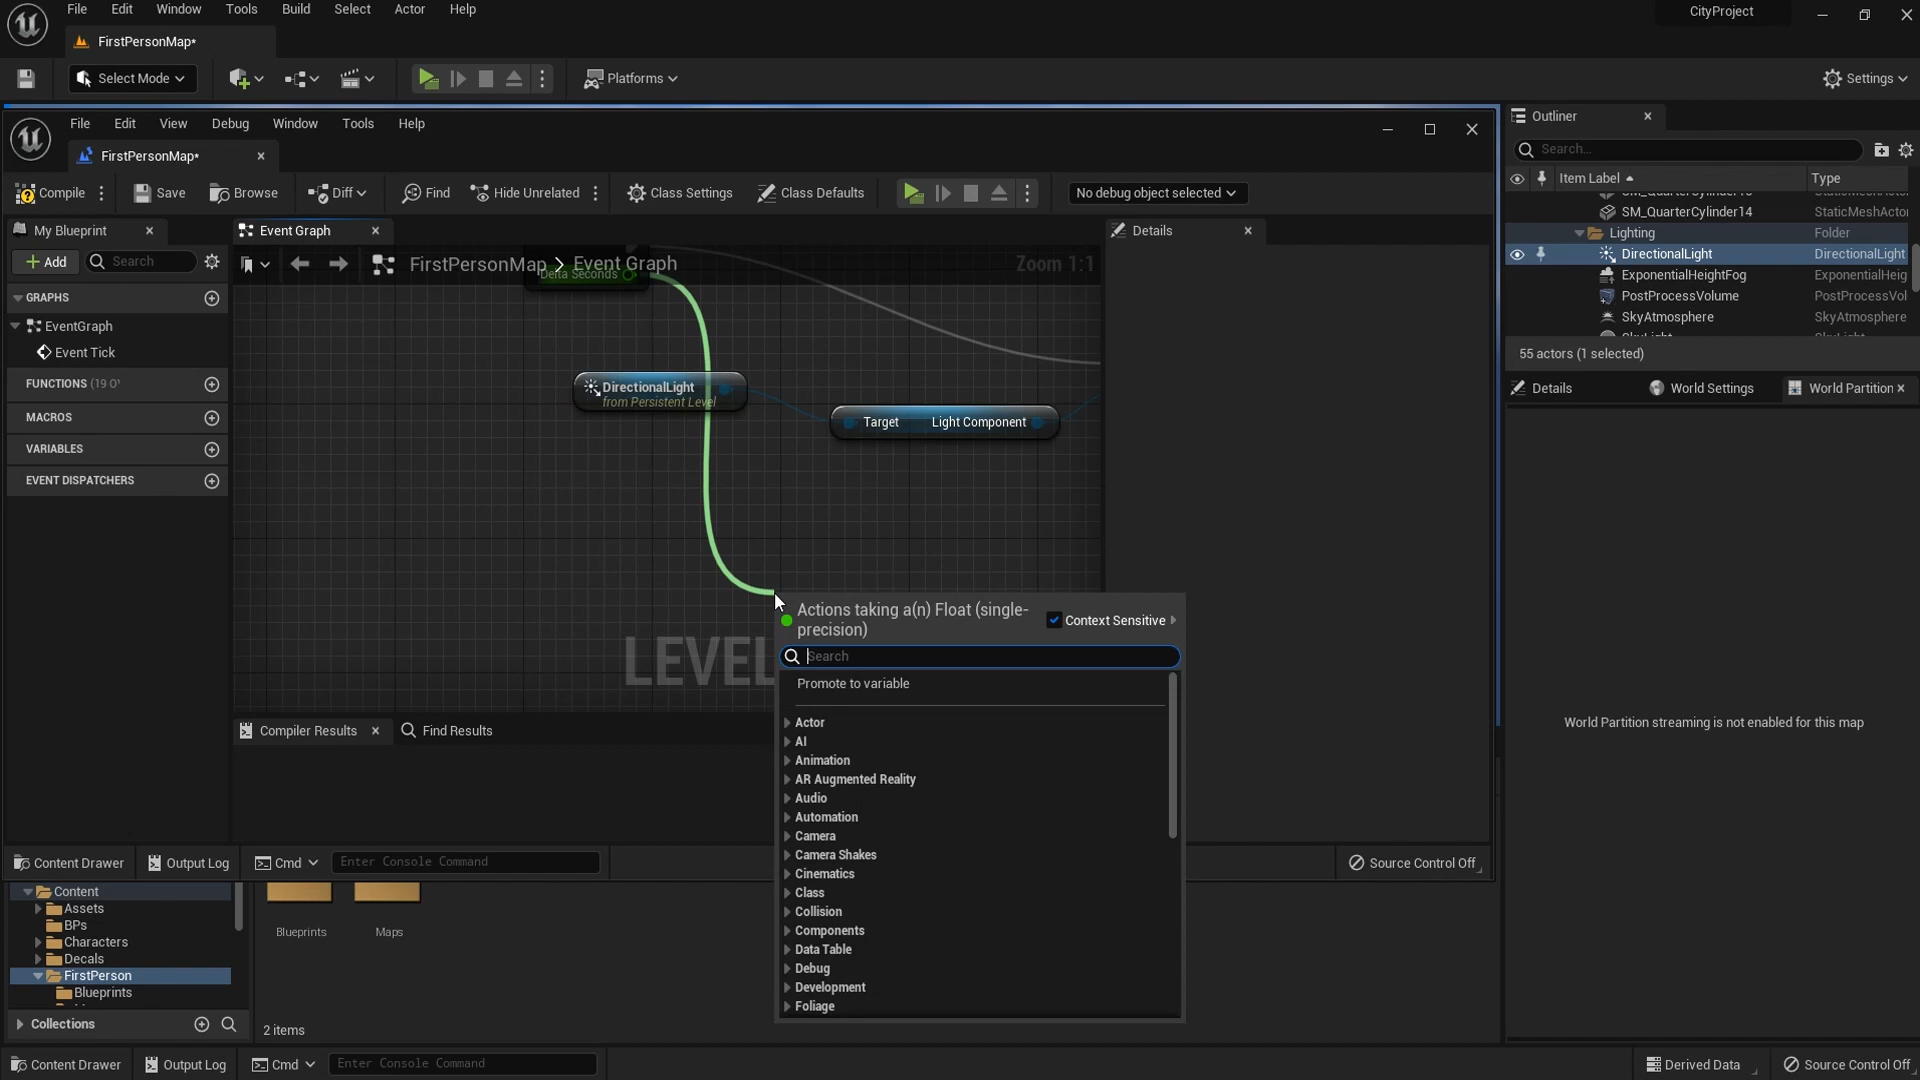 File Edit Window Tools Build Select Actor Help CityProject
FirstPersonMap*
Select Mode Platforms Settings
File Edit View Debug Window Tools Help
FirstPersonMap*
Compile Save Browse Diff Find Hide Unrelated Class Settings Class Defaults No debug object selected
My Blueprint Event Graph Details
+ Add Search FirstPersonMap > Event Graph Zoom 1:1
Delta Seconds
GRAPHS
EventGraph
Event Tick
FUNCTIONS (19 O
MACROS
VARIABLES
EVENT DISPATCHERS
DirectionalLight
from Persistent Level
Target Light Component
LEVEL
Actions taking a(n) Float (single-
precision)
Context Sensitive
Search
Promote to variable
Actor
AI
Animation
AR Augmented Reality
Audio
Automation
Camera
Camera Shakes
Cinematics
Class
Collision
Components
Data Table
Debug
Development
Foliage
Compiler Results Find Results
Content Drawer Output Log Cmd Enter Console Command Source Control Off
Content
Assets
BPs
Characters
Decals
FirstPerson
Blueprints
Collections
Blueprints Maps
2 items
Content Drawer Output Log Cmd Enter Console Command Derived Data Source Control Off
Outliner
Search...
Item Label Type
SM_QuarterCylinder14 StaticMeshActo
Lighting Folder
DirectionalLight DirectionalLight
ExponentialHeightFog ExponentialHeig
PostProcessVolume PostProcessVol
SkyAtmosphere SkyAtmosphere
55 actors (1 selected)
Details World Settings World Partition
World Partition streaming is not enabled for this map